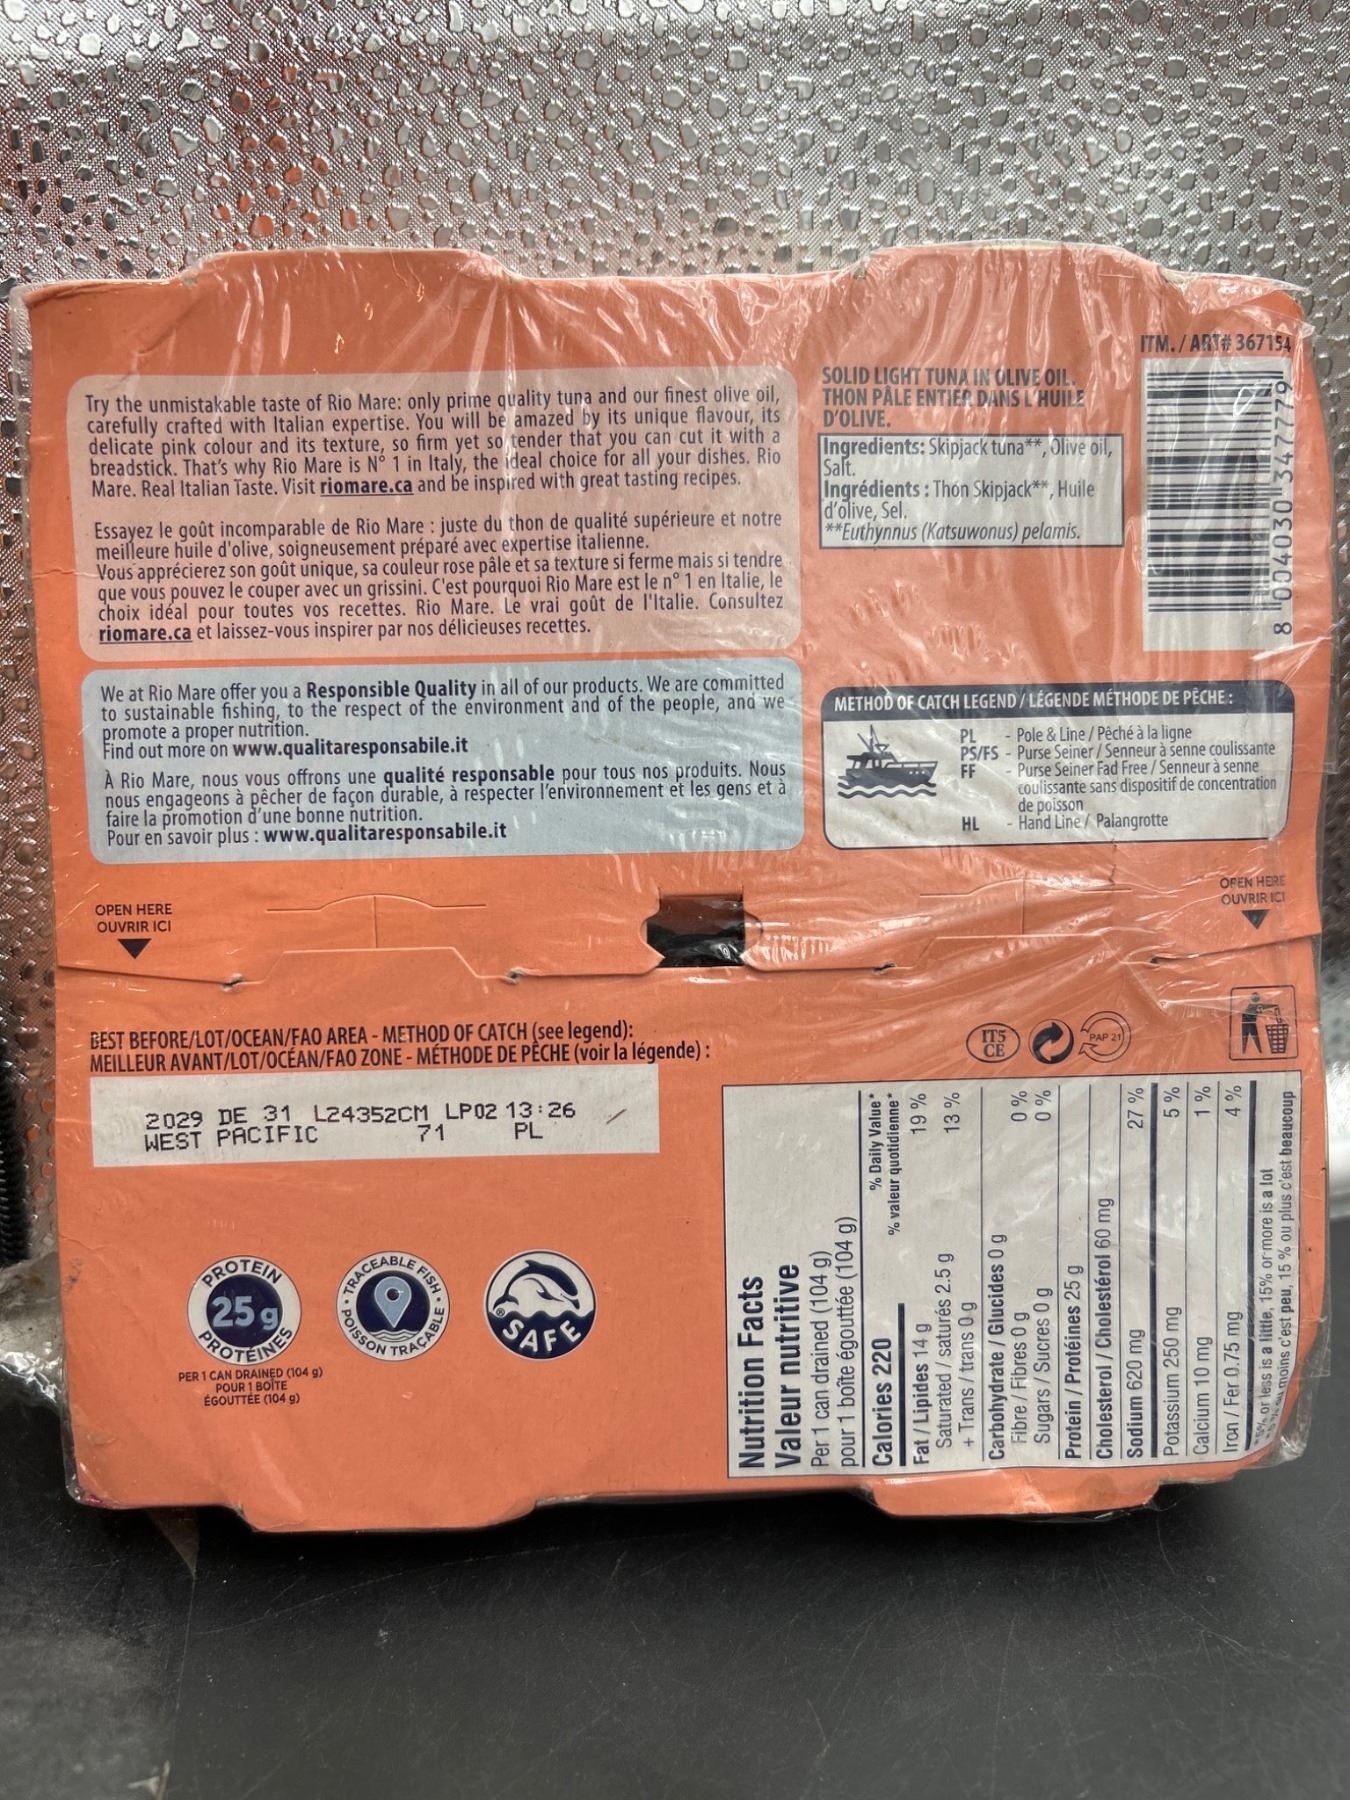 ITM. / ART# 367154
Try the unmistakable taste of Rio Mare: only prime quality tuna and our finest olive oil,
carefully crafted with Italian expertise. You will be amazed by its unique flavour, its
delicate pink colour and its texture, so firm yet so tender that you can cut it with a
breadstick. That's why Rio Mare is N° 1 in Italy, the ideal choice for all your dishes. Rio
Mare. Real Italian Taste. Visit riomare.ca and be inspired with great tasting recipes.
Essayez le goût incomparable de Rio Mare : juste du thon de qualité supérieure et notre
meilleure huile d'olive, soigneusement préparé avec expertise italienne.
Vous apprécierez son goût unique, sa couleur rose pâle et sa texture si ferme mais si tendre
que vous pouvez le couper avec un grissini. C'est pourquoi Rio Mare est le n° 1 en Italie, le
choix idéal pour toutes vos recettes. Rio Mare. Le vrai goût de l'Italie. Consultez
riomare.ca et laissez-vous inspirer par nos délicieuses recettes.
SOLID LIGHT TUNA IN OLIVE OIL.
THON PÂLE ENTIER DANS L'HUILE
D'OLIVE.
Ingredients: Skipjack tuna**, Olive oil,
Salt.
Ingrédients : Thon Skipjack**, Huile
d'olive, Sel.
**Euthynnus (Katsuwonus) pelamis.
8 004030 347779
We at Rio Mare offer you a Responsible Quality in all of our products. We are committed
to sustainable fishing, to the respect of the environment and of the people, and we
promote a proper nutrition.
Find out more on www.qualitaresponsabile.it
À Rio Mare, nous vous offrons une qualité responsable pour tous nos produits. Nous
nous engageons à pêcher de façon durable, à respecter l'environnement et les gens et à
faire la promotion d'une bonne nutrition.
Pour en savoir plus : www.qualitaresponsabile.it
METHOD OF CATCH LEGEND / LÉGENDE MÉTHODE DE PÊCHE :
PL - Pole & Line / Pêché à la ligne
PS/FS - Purse Seiner / Senneur à senne coulissante
FF - Purse Seiner Fad Free / Senneur à senne
coulissante sans dispositif de concentration
de poisson
HL - Hand Line / Palangrotte
OPEN HERE
OUVRIR ICI
OPEN HERE
OUVRIR ICI
BEST BEFORE/LOT/OCEAN/FAO AREA - METHOD OF CATCH (see legend):
MEILLEUR AVANT/LOT/OCÉAN/FAO ZONE - MÉTHODE DE PÊCHE (voir la légende) :
2029 DE 31 L24352CM LP02 13:26
WEST PACIFIC 71 PL
IT5
CE
PAP 21
PROTEIN
25 g
PROTÉINES
PER 1 CAN DRAINED (104 g)
POUR 1 BOÎTE
ÉGOUTTÉE (104 g)
TRACEABLE FISH •
POISSON TRAÇABLE •
®
SAFE
Nutrition Facts
Valeur nutritive
Per 1 can drained (104 g)
pour 1 boîte égouttée (104 g)
Calories 220 % Daily Value*
% valeur quotidienne*
Fat / Lipides 14 g 19 %
Saturated / saturés 2.5 g 13 %
+ Trans / trans 0 g
Carbohydrate / Glucides 0 g
Fibre / Fibres 0 g 0 %
Sugars / Sucres 0 g 0 %
Protein / Protéines 25 g
Cholesterol / Cholestérol 60 mg
Sodium 620 mg 27 %
Potassium 250 mg 5 %
Calcium 10 mg 1 %
Iron / Fer 0.75 mg 4 %
*5% or less is a little, 15% or more is a lot
*5% ou moins c'est peu, 15 % ou plus c'est beaucoup